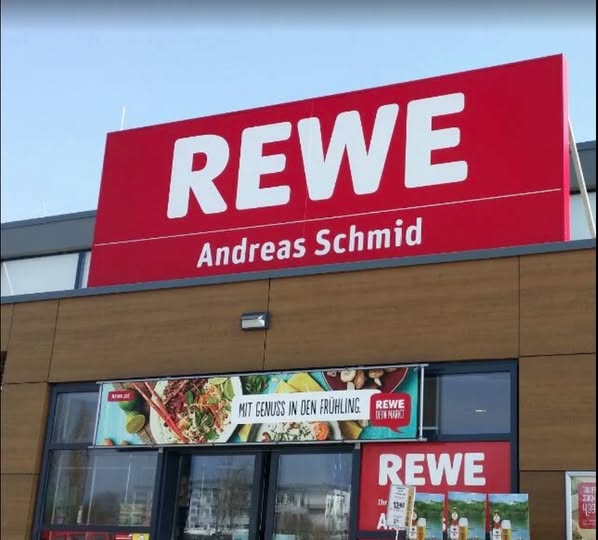 REWE
Andreas Schmid
MIT GENUSS IN DEN FRÜHLING.
REWE
DEIN MARKT
REWE